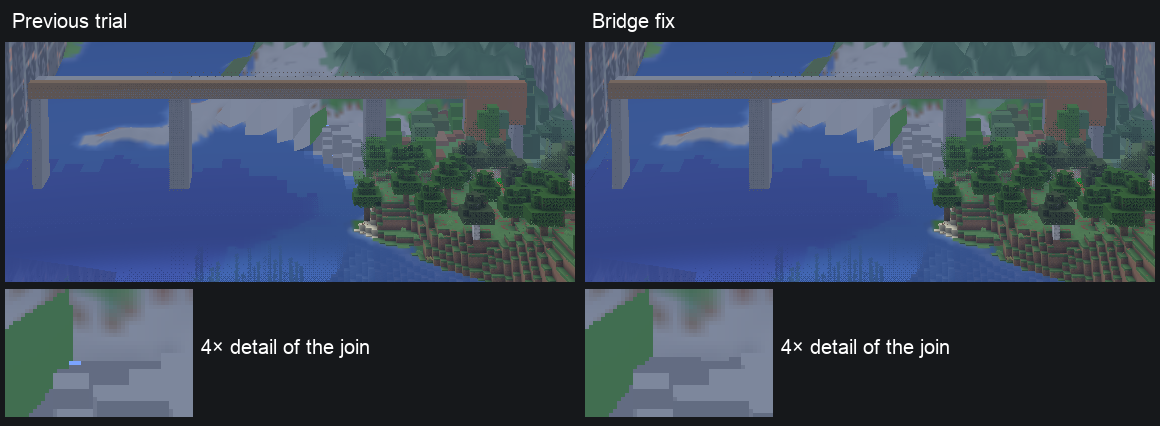 Previous trial
Bridge fix
4× detail of the join
4× detail of the join